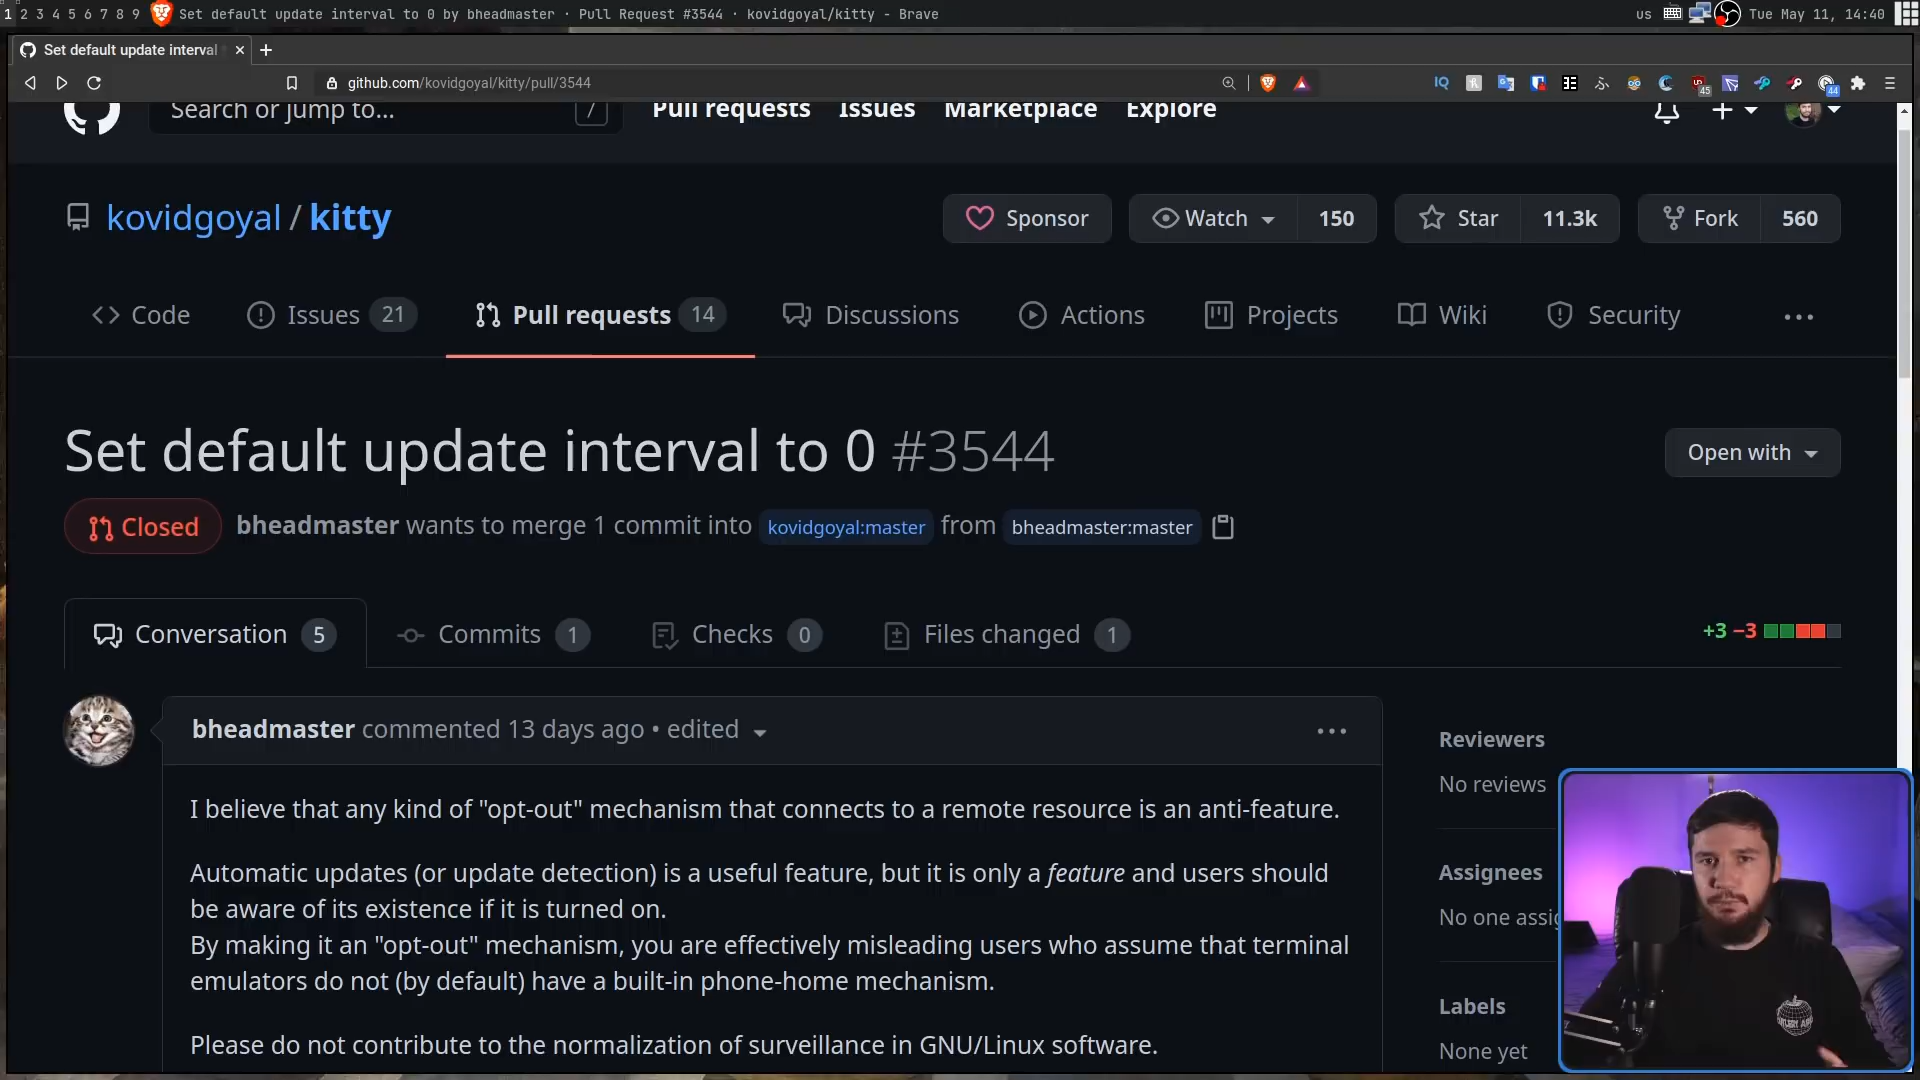 1 2 3 4 5 6 7 8 9 Set default update interval to 0 by bheadmaster · Pull Request #3544 · kovidgoyal/kitty - Brave
us Tue May 11, 14:40
Set default update interval × +
github.com/kovidgoyal/kitty/pull/3544
IQ 45 44
Search or jump to... / Pull requests Issues Marketplace Explore
kovidgoyal / kitty
Sponsor Watch 150 Star 11.3k Fork 560
Code Issues 21 Pull requests 14 Discussions Actions Projects Wiki Security ...
Set default update interval to 0 #3544
Open with
Closed bheadmaster wants to merge 1 commit into kovidgoyal:master from bheadmaster:master
Conversation 5 Commits 1 Checks 0 Files changed 1
+3 −3
bheadmaster commented 13 days ago • edited
I believe that any kind of "opt-out" mechanism that connects to a remote resource is an anti-feature.
Automatic updates (or update detection) is a useful feature, but it is only a feature and users should
be aware of its existence if it is turned on.
By making it an "opt-out" mechanism, you are effectively misleading users who assume that terminal
emulators do not (by default) have a built-in phone-home mechanism.
Please do not contribute to the normalization of surveillance in GNU/Linux software.
Reviewers
No reviews
Assignees
No one assig
Labels
None yet